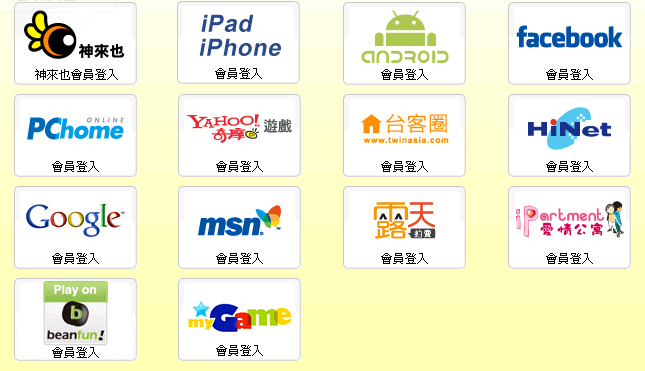 神來也
神來也會員登入
iPad
iPhone
會員登入
ANDROID
會員登入
facebook
會員登入
PChome
ONLINE
會員登入
YAHOO!
奇摩
遊戲
會員登入
台客圈
www.twinasia.com
會員登入
HiNet
會員登入
Google™
會員登入
msn
會員登入
露天
拍賣
會員登入
iPartment
愛情公寓
會員登入
Play on
b
beanfun!
會員登入
myGame
會員登入